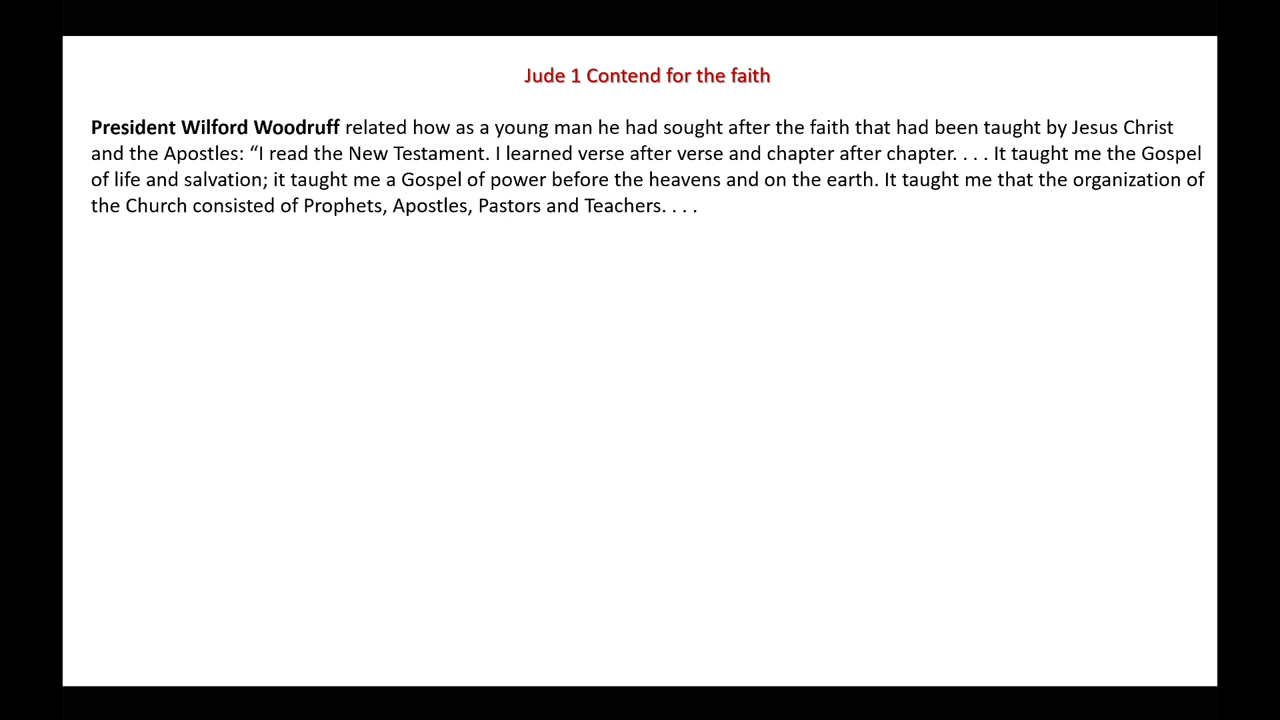 Jude 1 Contend for the faith
President Wilford Woodruff related how as a young man he had sought after the faith that had been taught by Jesus Christ
and the Apostles: “I read the New Testament. I learned verse after verse and chapter after chapter. . . . It taught me the Gospel
of life and salvation; it taught me a Gospel of power before the heavens and on the earth. It taught me that the organization of
the Church consisted of Prophets, Apostles, Pastors and Teachers. . . .